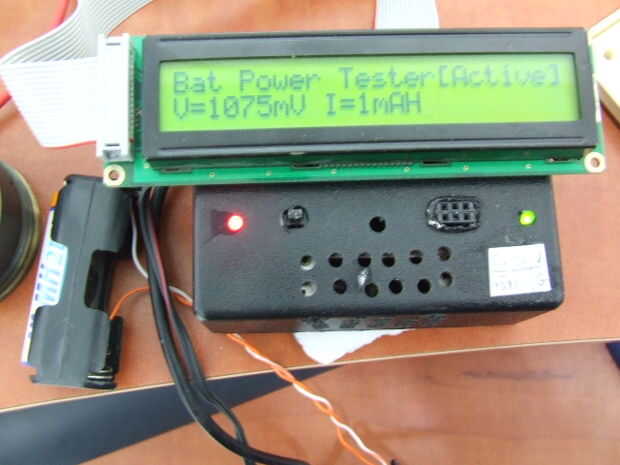 Bat Power Tester[Active]
V=1075mV I=1mAH